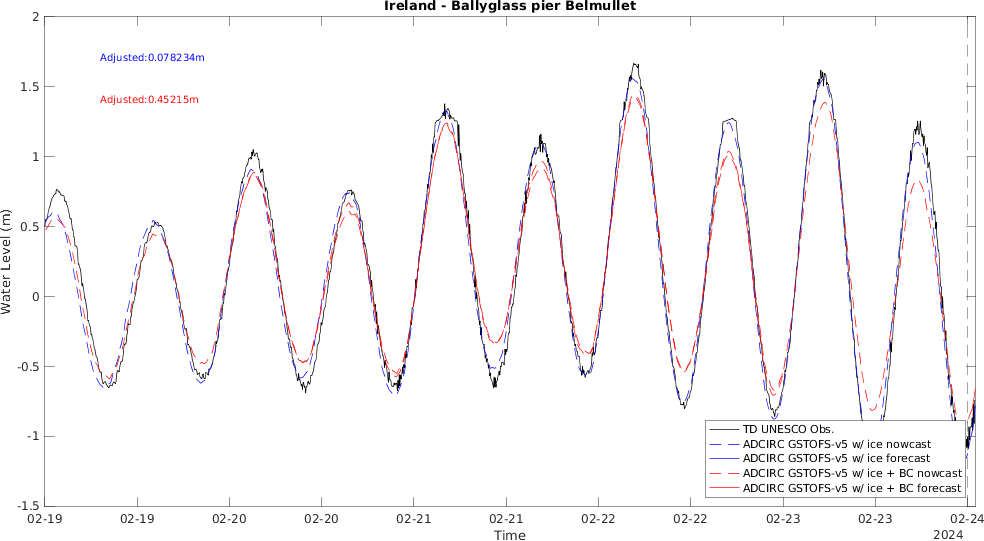 Ireland - Ballyglass pier Belmullet
Adjusted:0.078234m
Adjusted:0.45215m
Water Level (m)
2
1.5
1
0.5
0
-0.5
-1
-1.5
TD UNESCO Obs.
ADCIRC GSTOFS-v5 w/ ice nowcast
ADCIRC GSTOFS-v5 w/ ice forecast
ADCIRC GSTOFS-v5 w/ ice + BC nowcast
ADCIRC GSTOFS-v5 w/ ice + BC forecast
02-19 02-19 02-20 02-20 02-21 02-21 02-22 02-22 02-23 02-23 02-24
Time
2024